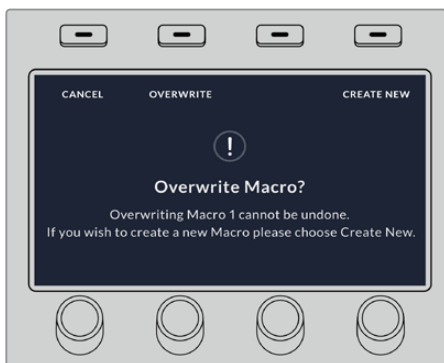 CANCEL OVERWRITE CREATE NEW
Overwrite Macro?
Overwriting Macro 1 cannot be undone.
If you wish to create a new Macro please choose Create New.